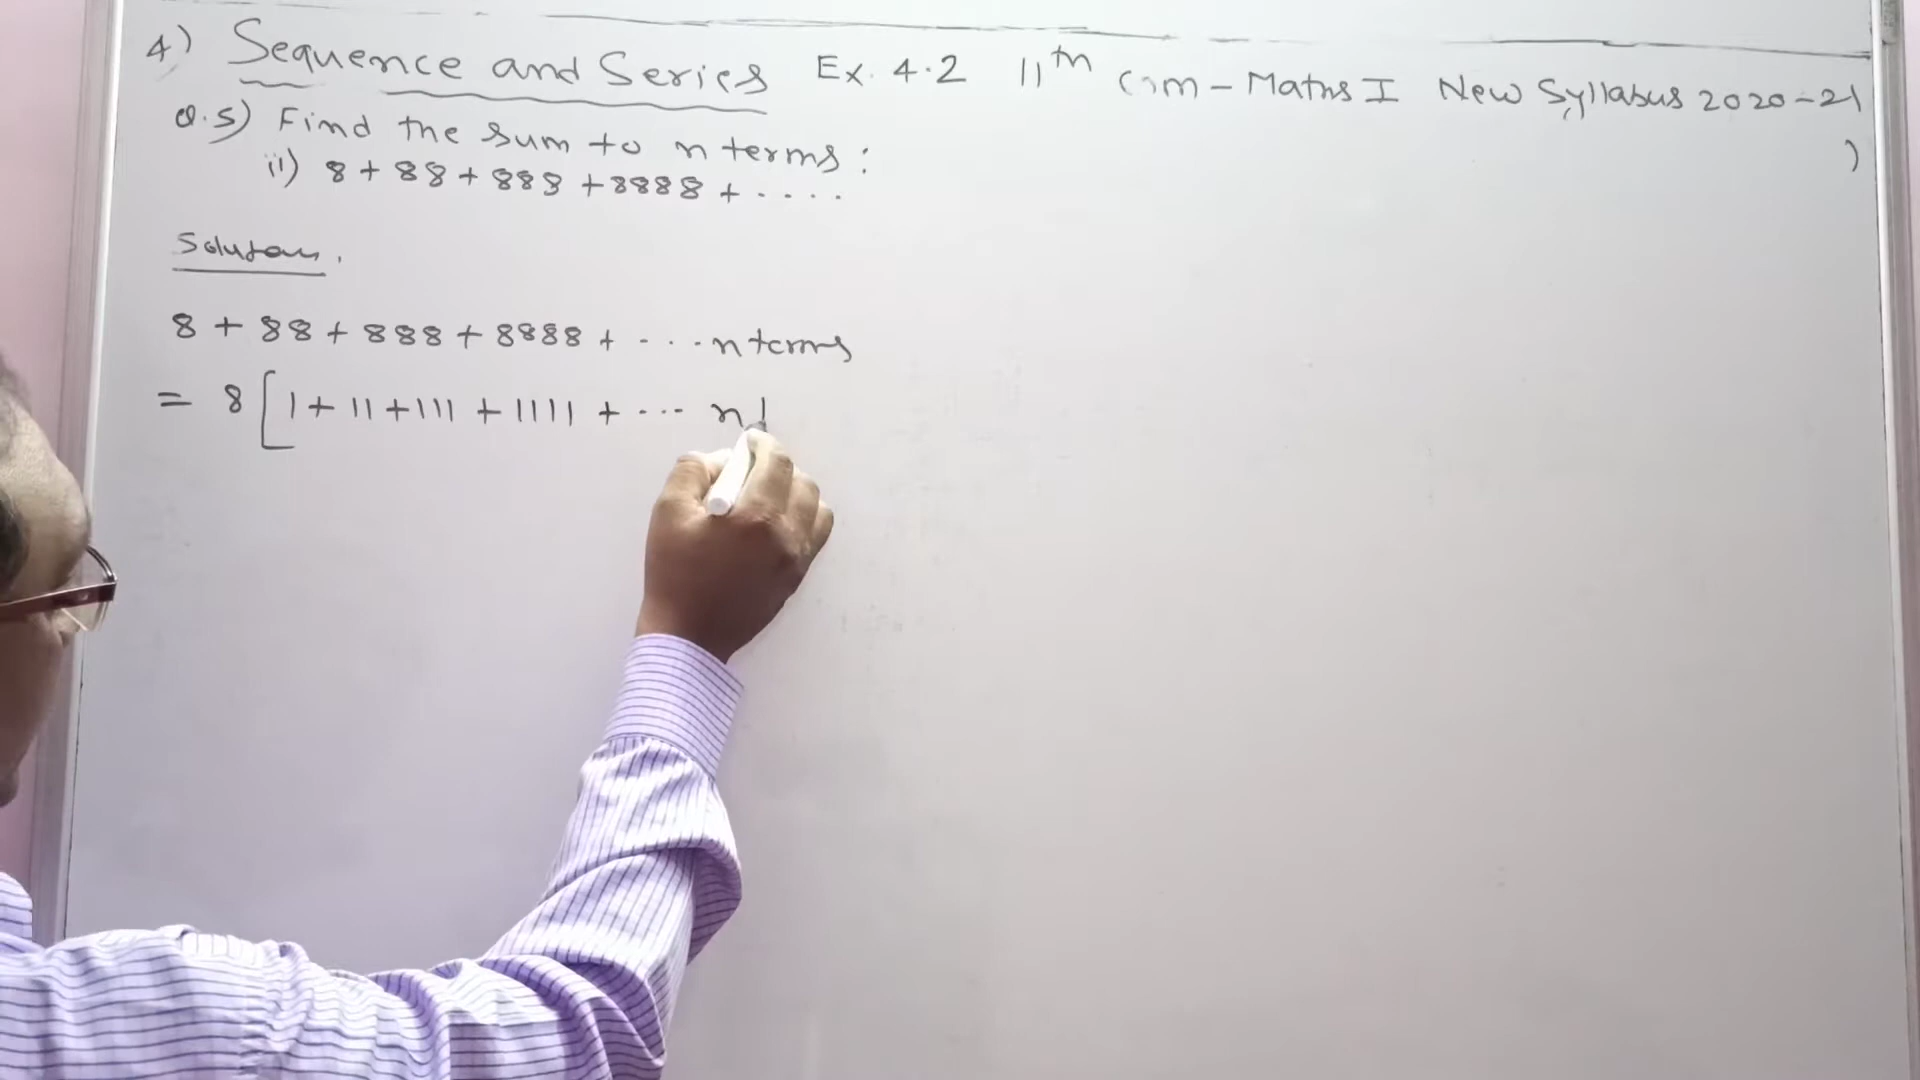 4) Sequence and Series Ex. 4.2 11th Com - Maths I New Syllabus 2020-21
)
Q.5) Find the sum to n terms:
ii) 8 + 88 + 888 + 8888 + ....
Solution.
8 + 88 + 888 + 8888 + ... n terms
= 8 [ 1 + 11 + 111 + 1111 + ... n